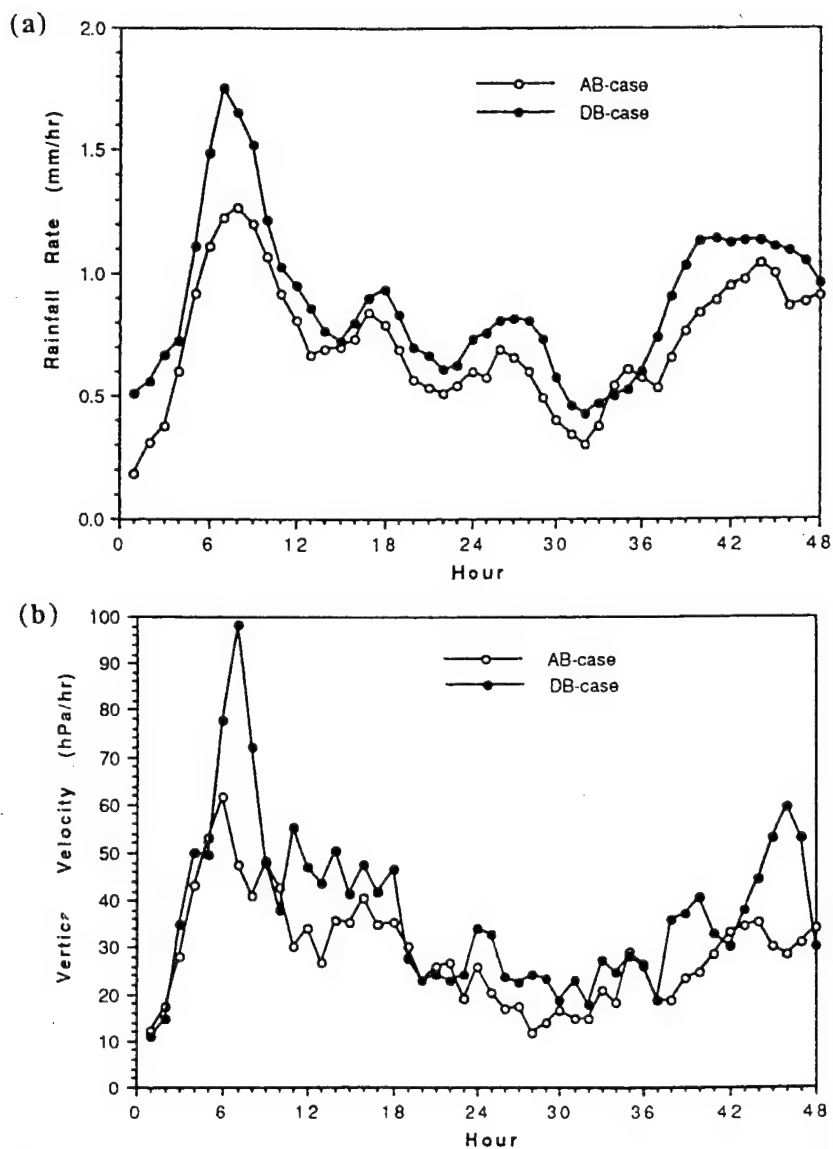 (a)
2.0
1.5
1.0
0.5
0.0
Rainfall Rate (mm/hr)
AB-case
DB-case
0 6 12 18 24 30 36 42 48
Hour
(b)
100
90
80
70
60
50
40
30
20
10
0
Velocity (hPa/hr)
AB-case
DB-case
0 6 12 18 24 30 36 42 48
Hour